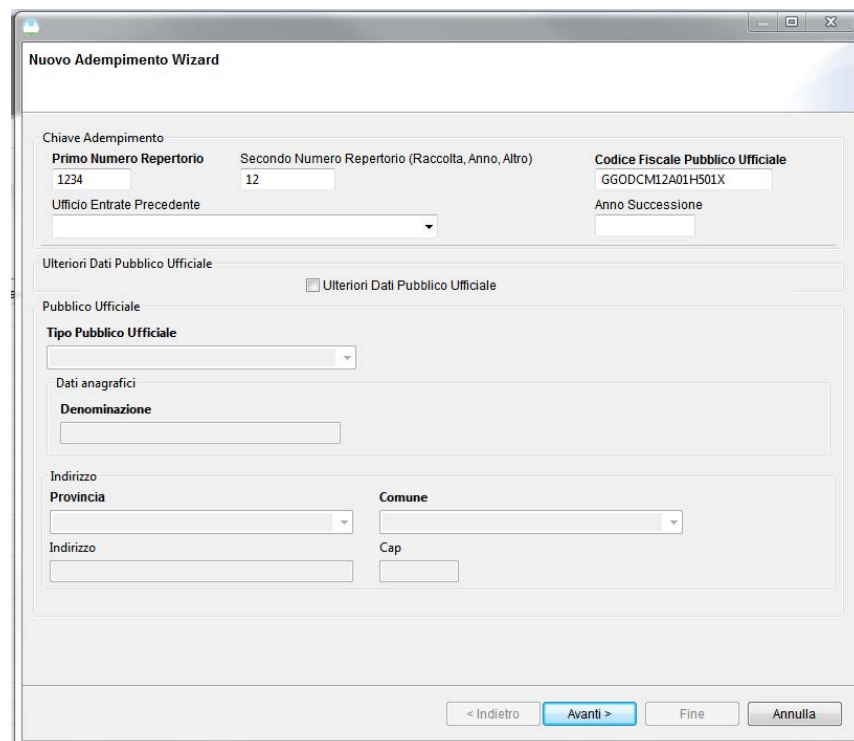 Nuovo Adempimento Wizard
Chiave Adempimento
Primo Numero Repertorio Secondo Numero Repertorio (Raccolta, Anno, Altro) Codice Fiscale Pubblico Ufficiale
1234 12 GGODCM12A01H501X
Ufficio Entrate Precedente Anno Successione
Ulteriori Dati Pubblico Ufficiale
Ulteriori Dati Pubblico Ufficiale
Pubblico Ufficiale
Tipo Pubblico Ufficiale
Dati anagrafici
Denominazione
Indirizzo
Provincia Comune
Indirizzo Cap
< Indietro Avanti > Fine Annulla